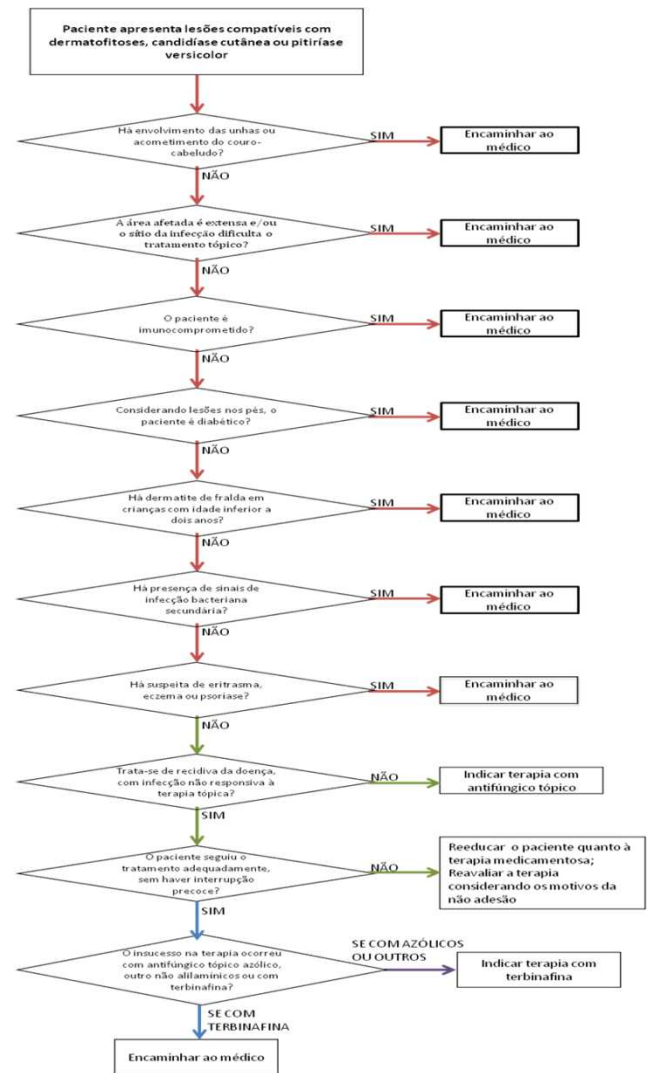 Paciente apresenta lesões compatíveis com
dermatofitoses, candidíase cutânea ou pitiríase
versicolor
Há envolvimento das unhas ou
acometimento do couro-
cabeludo?
SIM
Encaminhar ao
médico
NÃO
A área afetada é extensa e/ou
o sítio da infecção dificulta o
tratamento tópico?
SIM
Encaminhar ao
médico
NÃO
O paciente é
imunocomprometido?
SIM
Encaminhar ao
médico
NÃO
Considerando lesões nos pés, o
paciente é diabético?
SIM
Encaminhar ao
médico
NÃO
Há dermatite de fralda em
crianças com idade inferior a
dois anos?
SIM
Encaminhar ao
médico
NÃO
Há presença de sinais de
infecção bacteriana
secundária?
SIM
Encaminhar ao
médico
NÃO
Há suspeita de eritrasma,
eczema ou psoriase?
SIM
Encaminhar ao
médico
NÃO
Trata-se de recidiva da doença,
com infecção não responsiva à
terapia tópica?
NÃO
Indicar terapia com
antifúngico tópico
SIM
O paciente seguiu o
tratamento adequadamente,
sem haver interrupção
precoce?
NÃO
Reeducar o paciente quanto à
terapia medicamentosa;
Reavaliar a terapia
considerando os motivos da
não adesão
SIM
O insucesso na terapia ocorreu
com antifúngico tópico azólico,
outro não alilamínicos ou com
terbinafina?
SE COM AZÓLICOS
OU OUTROS
Indicar terapia com
terbinafina
SE COM
TERBINAFINA
Encaminhar ao médico